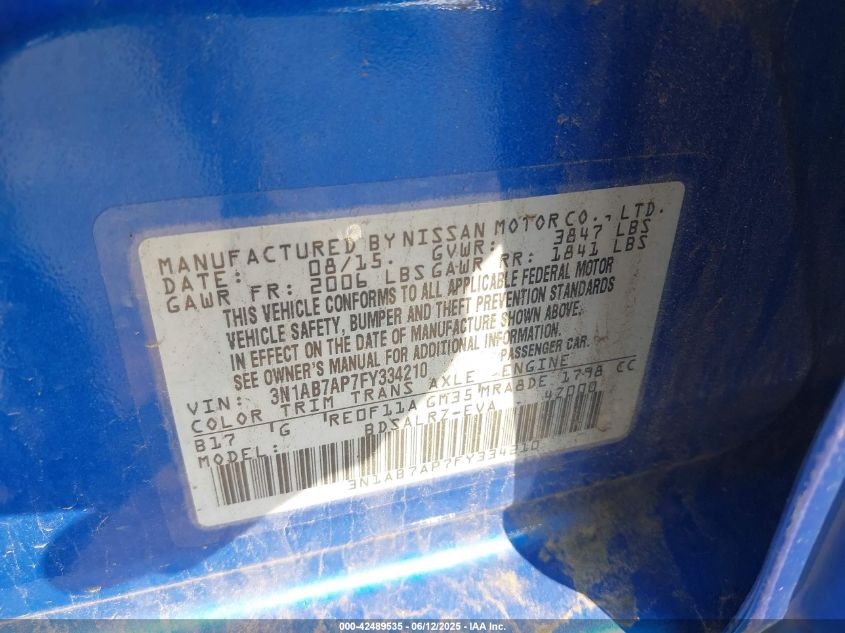 MANUFACTURED BY NISSAN MOTOR CO., LTD.
DATE: 08/15. GVWR: 3847 LBS
GAWR FR: 2006 LBS GAWR RR: 1841 LBS
THIS VEHICLE CONFORMS TO ALL APPLICABLE FEDERAL MOTOR
VEHICLE SAFETY, BUMPER AND THEFT PREVENTION STANDARDS
IN EFFECT ON THE DATE OF MANUFACTURE SHOWN ABOVE.
SEE OWNER'S MANUAL FOR ADDITIONAL INFORMATION.
VIN: 3N1AB7AP7FY334210 PASSENGER CAR.
COLOR TRIM TRANS AXLE ENGINE
B17 G RE0F11A GM35 MRA8DE 1798 CC
MODEL: BDSALR7-EVA 42000
3N1AB7AP7FY334210
000-42489535 - 06/12/2025 - IAA Inc.